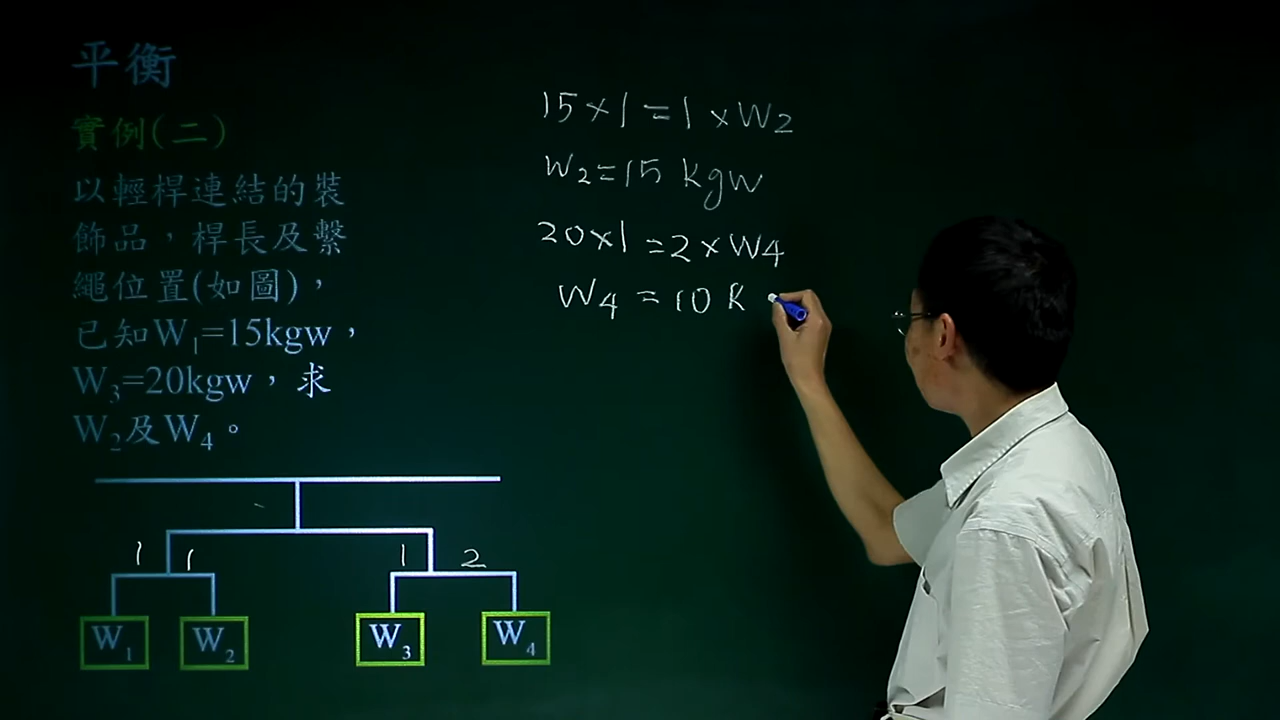 平衡
實例(二)
以輕桿連結的裝
飾品，桿長及繫
繩位置(如圖)，
已知W₁=15kgw，
W₃=20kgw，求
W₂及W₄。
15×1=1×W2
W2=15 kgw
20×1=2×W4
W4=10 k
1 1 1 2
W₁ W₂ W₃ W₄